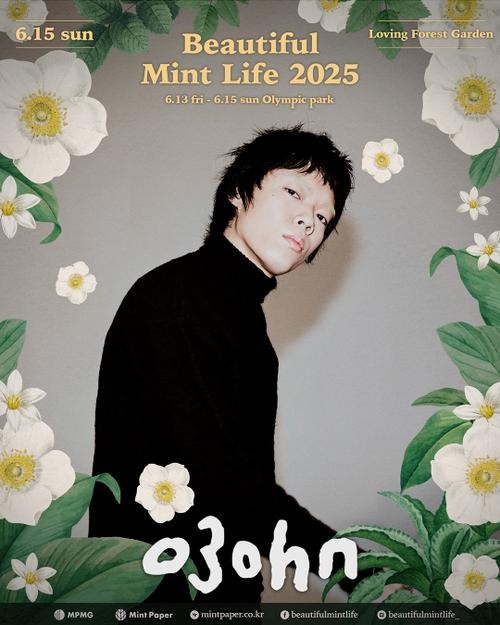 6.15 sun
Beautiful
Mint Life 2025
6.13 fri - 6.15 sun Olympic park
Loving Forest Garden
o3ohn
MPMG
Mint Paper
mintpaper.co.kr
beautifulmintlife
beautifulmintlife_